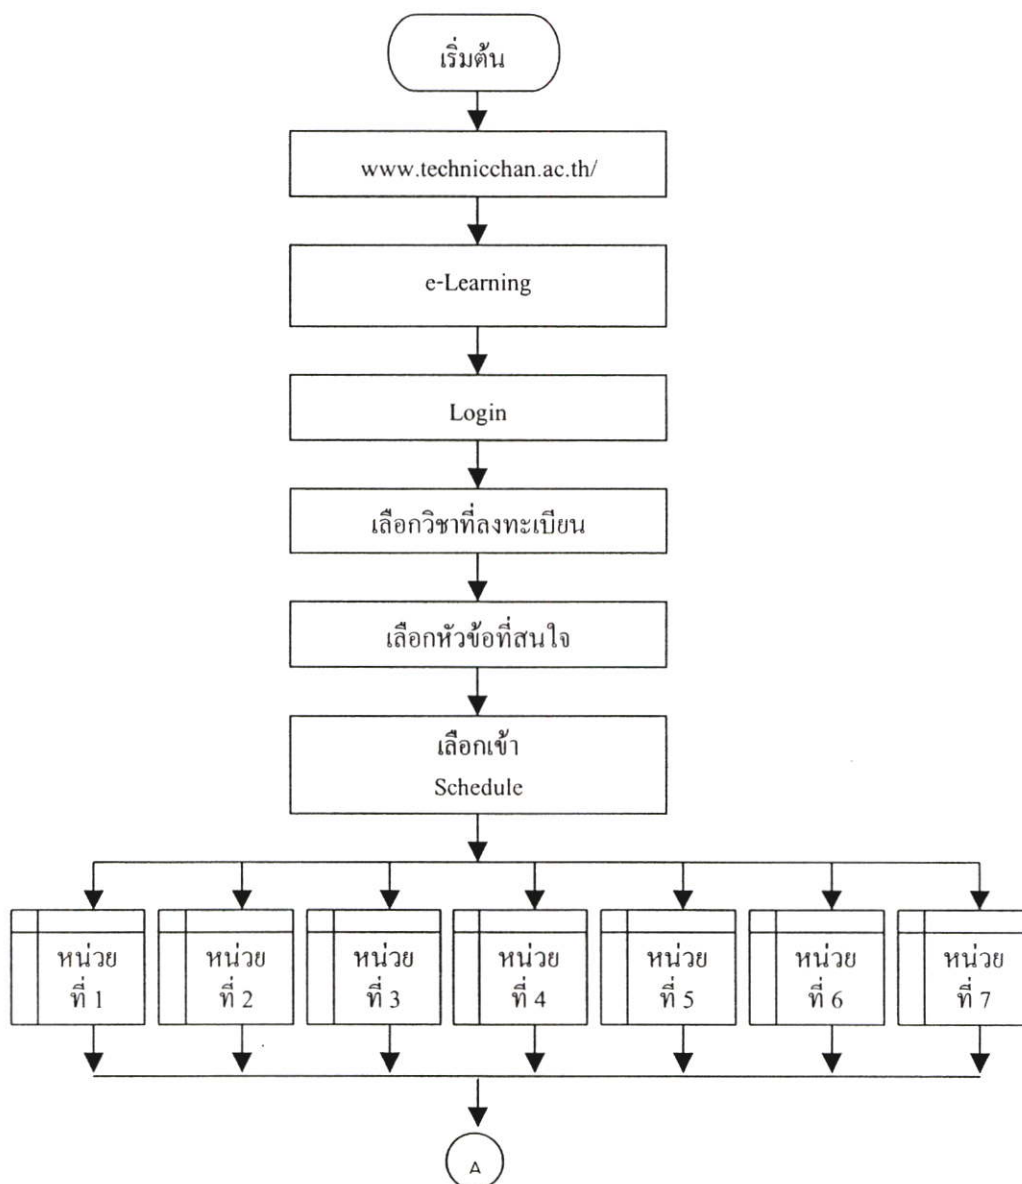 เริ่มต้น
www.technicchan.ac.th/
e-Learning
Login
เลือกวิชาที่ลงทะเบียน
เลือกหัวข้อที่สนใจ
เลือกเข้า
Schedule
หน่วย
ที่ 1
หน่วย
ที่ 2
หน่วย
ที่ 3
หน่วย
ที่ 4
หน่วย
ที่ 5
หน่วย
ที่ 6
หน่วย
ที่ 7
A